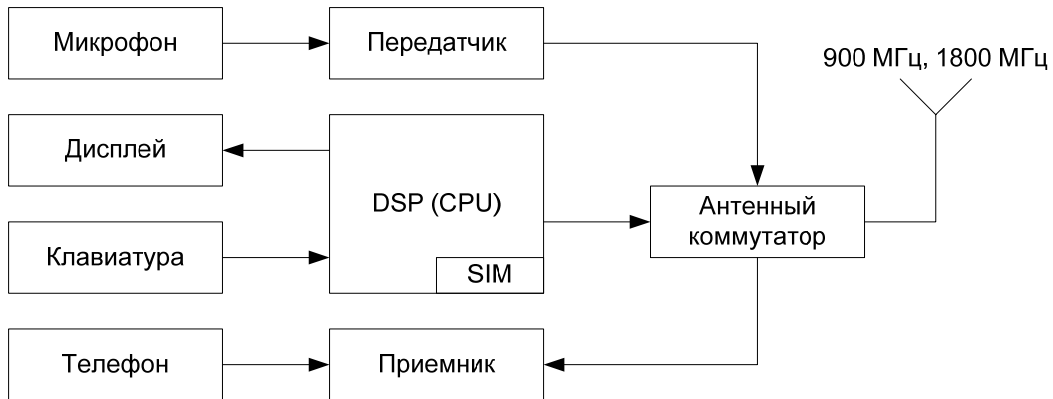 Микрофон
Передатчик
900 МГц, 1800 МГц
Дисплей
DSP (CPU)
Антенный
коммутатор
Клавиатура
SIM
Телефон
Приемник